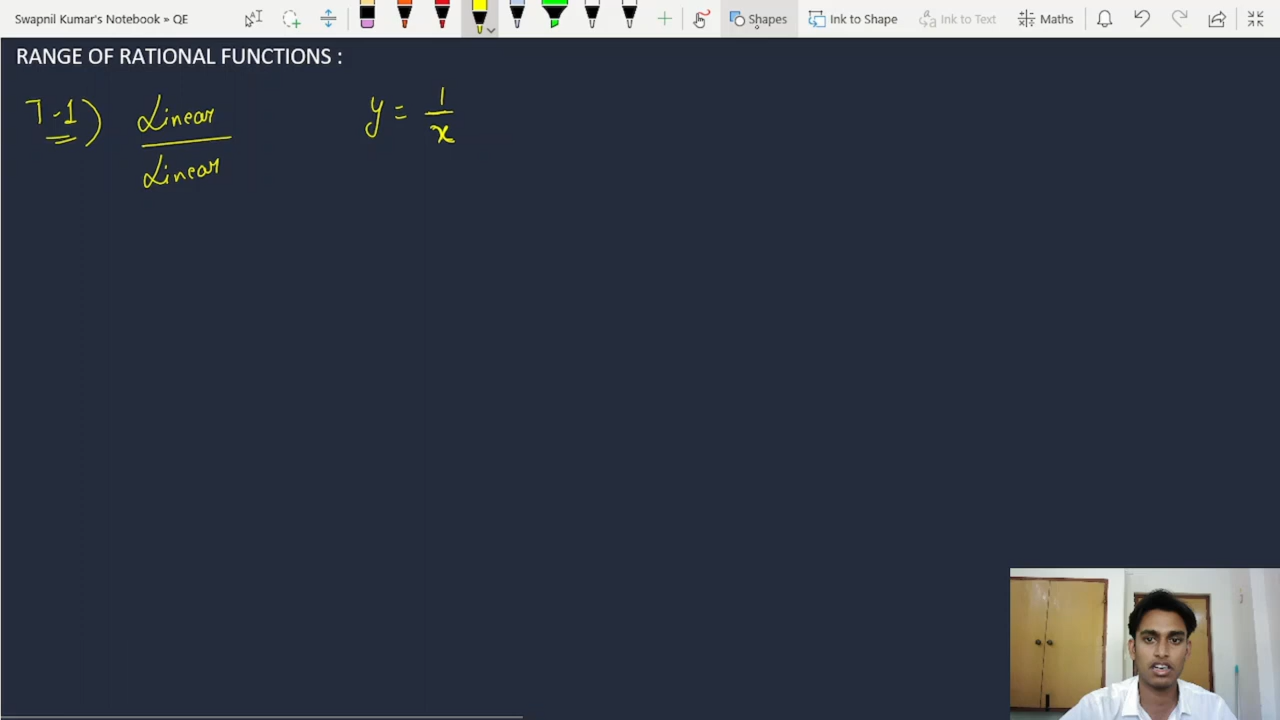 Swapnil Kumar's Notebook » QE
Shapes
Ink to Shape
Ink to Text
Maths
RANGE OF RATIONAL FUNCTIONS :
T-1) Linear / Linear
y = 1/x